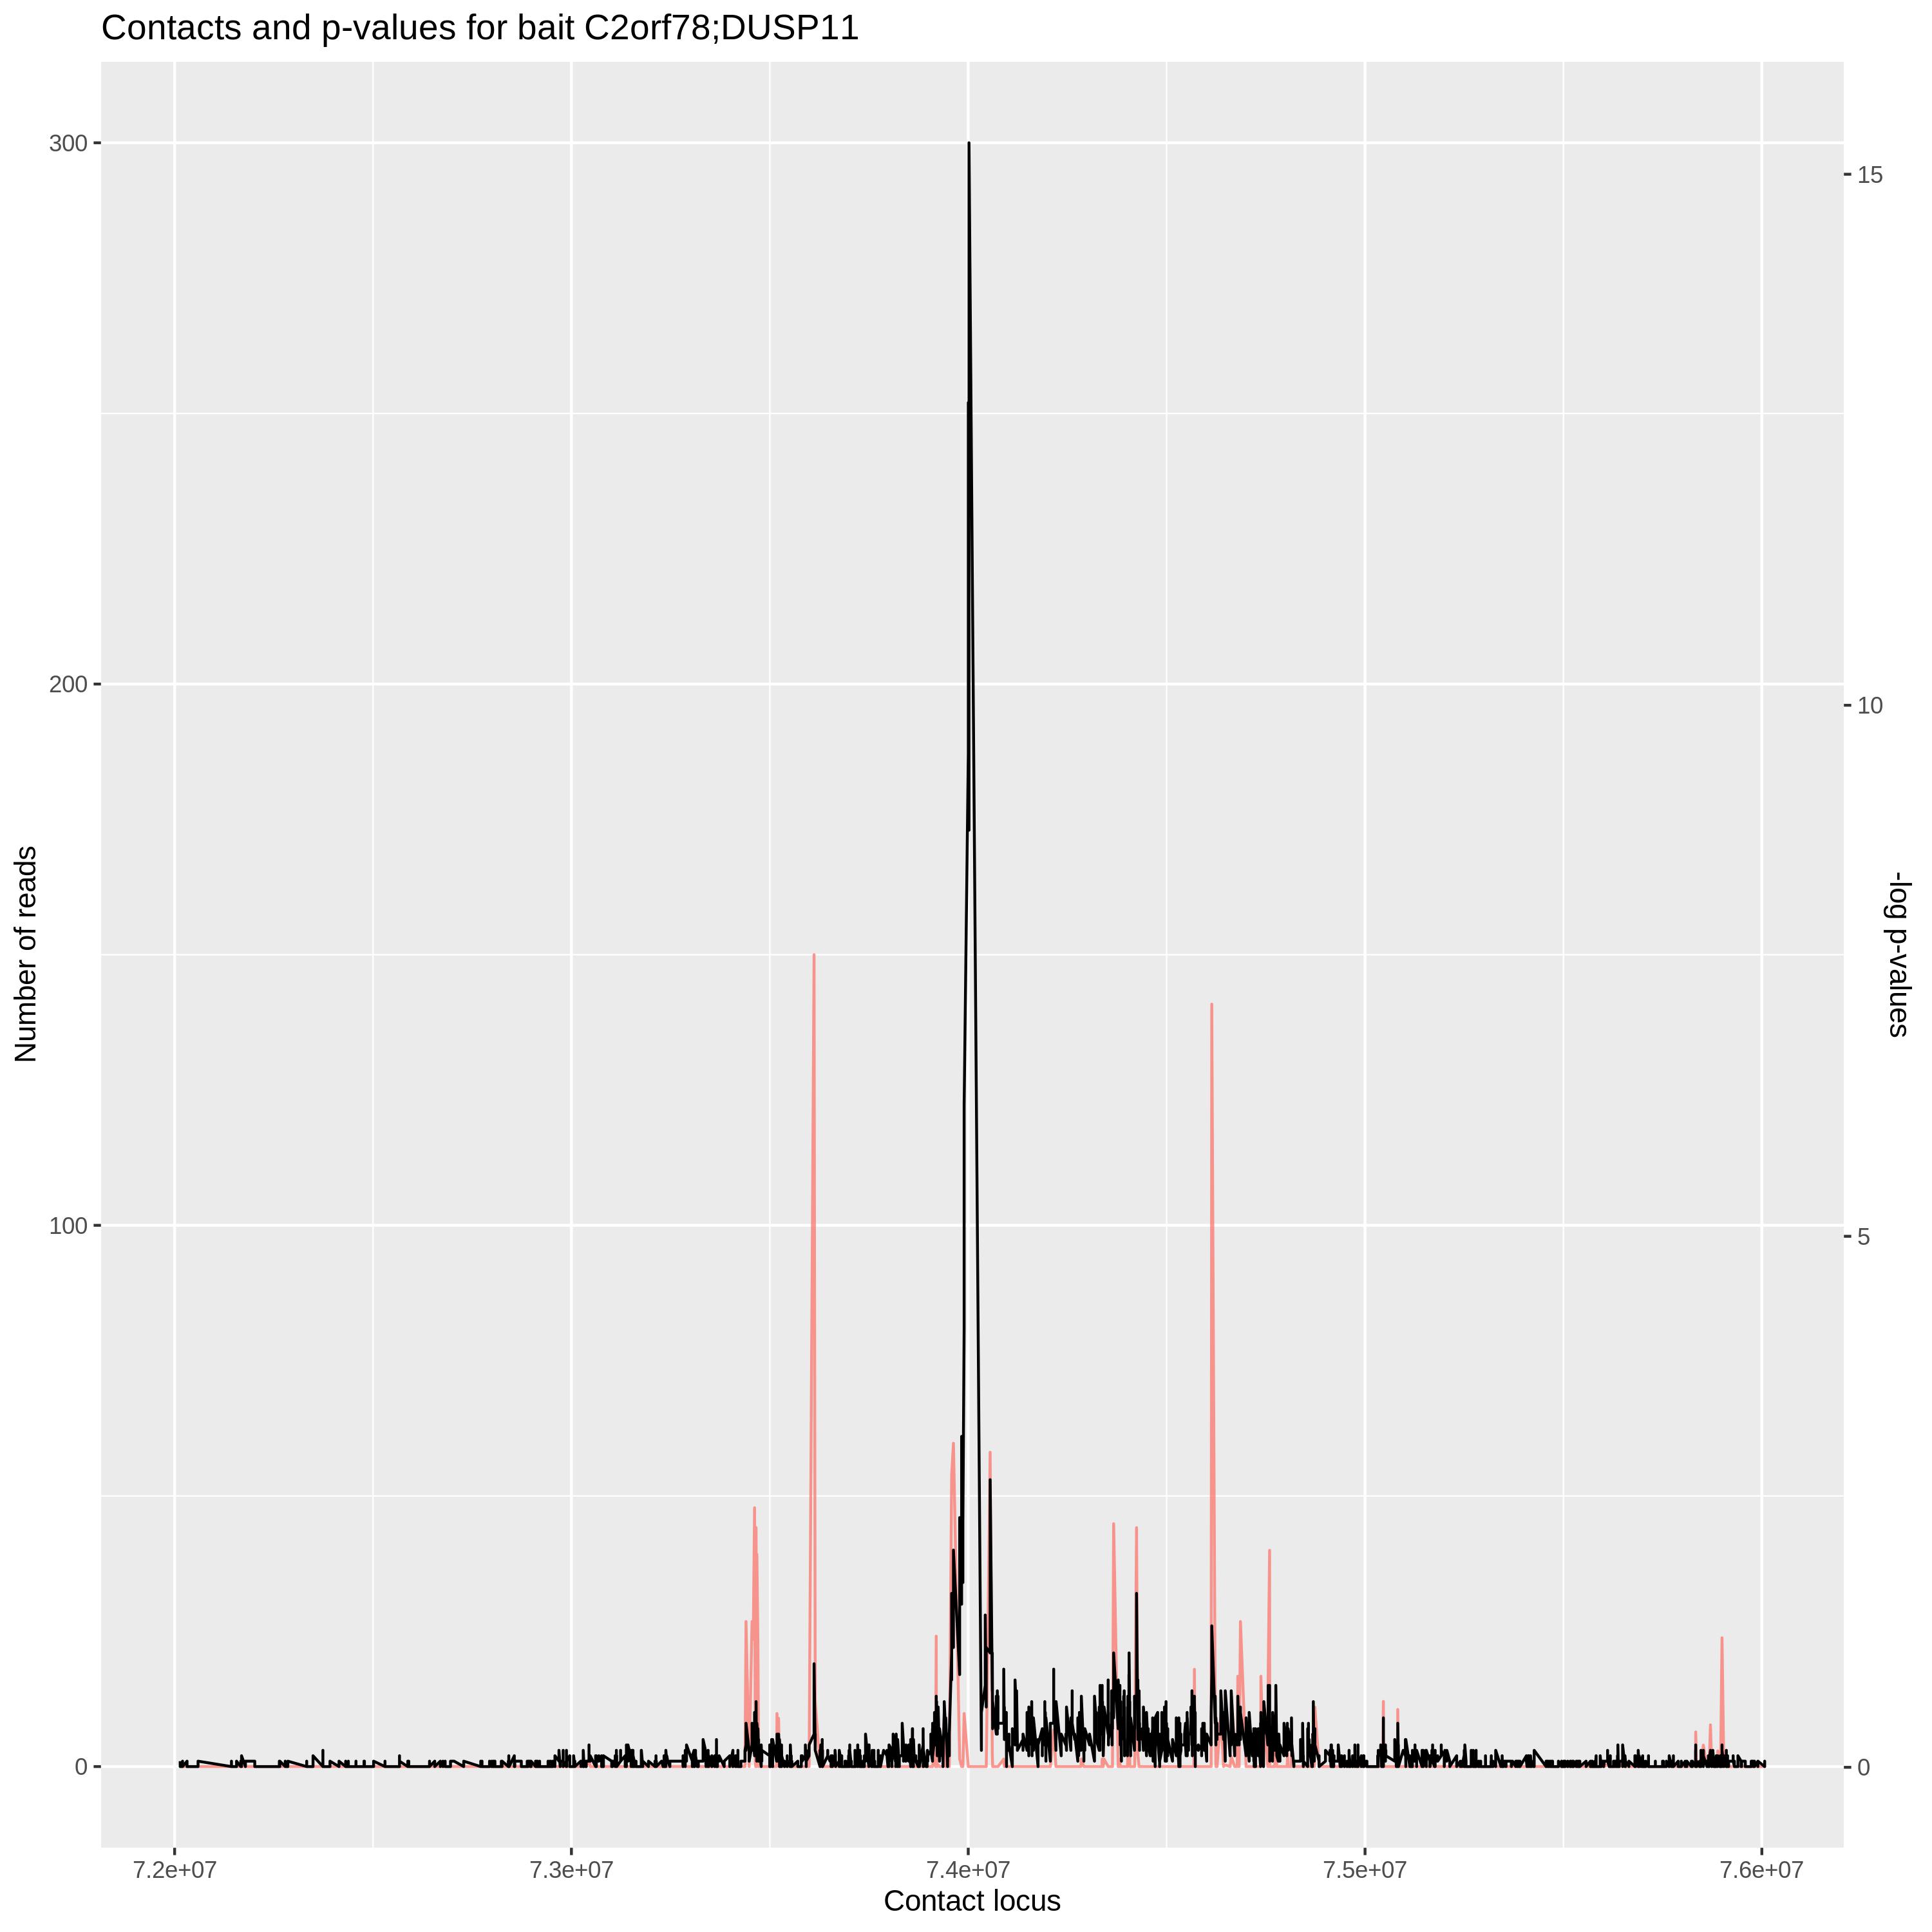 Contacts and p-values for bait C2orf78;DUSP11
300
200
100
0
Number of reads
15
10
5
0
-log p-values
7.2e+07 7.3e+07 7.4e+07 7.5e+07 7.6e+07
Contact locus